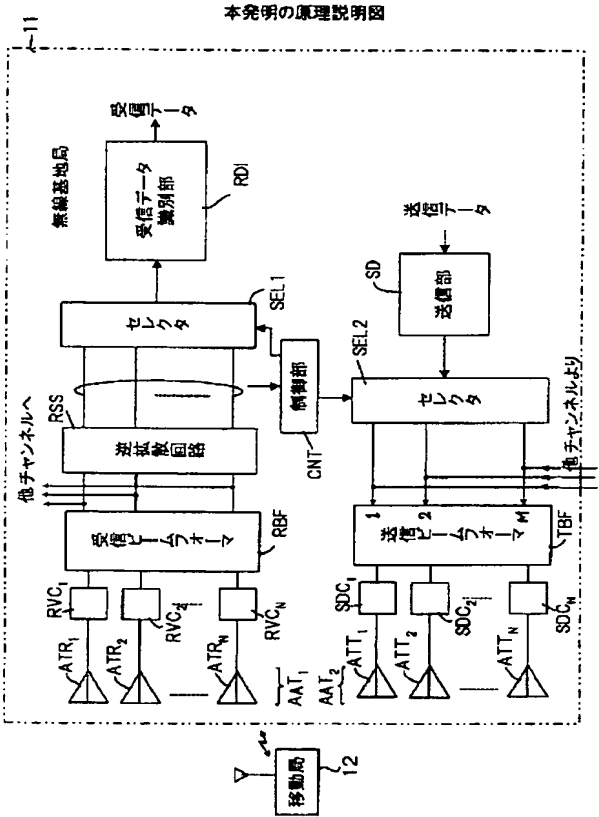 本発明の原理説明図
11
無線基地局
受信データ
受信データ
識別部
RDI
送信データ
SD
送信部
セレクタ
SEL1
SEL2
セレクタ
制御部
CNT
他チャンネルへ
RSS
逆拡散回路
他チャンネルより
受信ビームフォーマ
RBF
1
2
M
送信ビームフォーマ
TBF
RVC1
RVC2
RVCN
SDC1
SDC2
SDCN
ATR1
ATR2
ATRN
AAT1
AAT2
ATT1
ATT2
ATTN
移動局
12